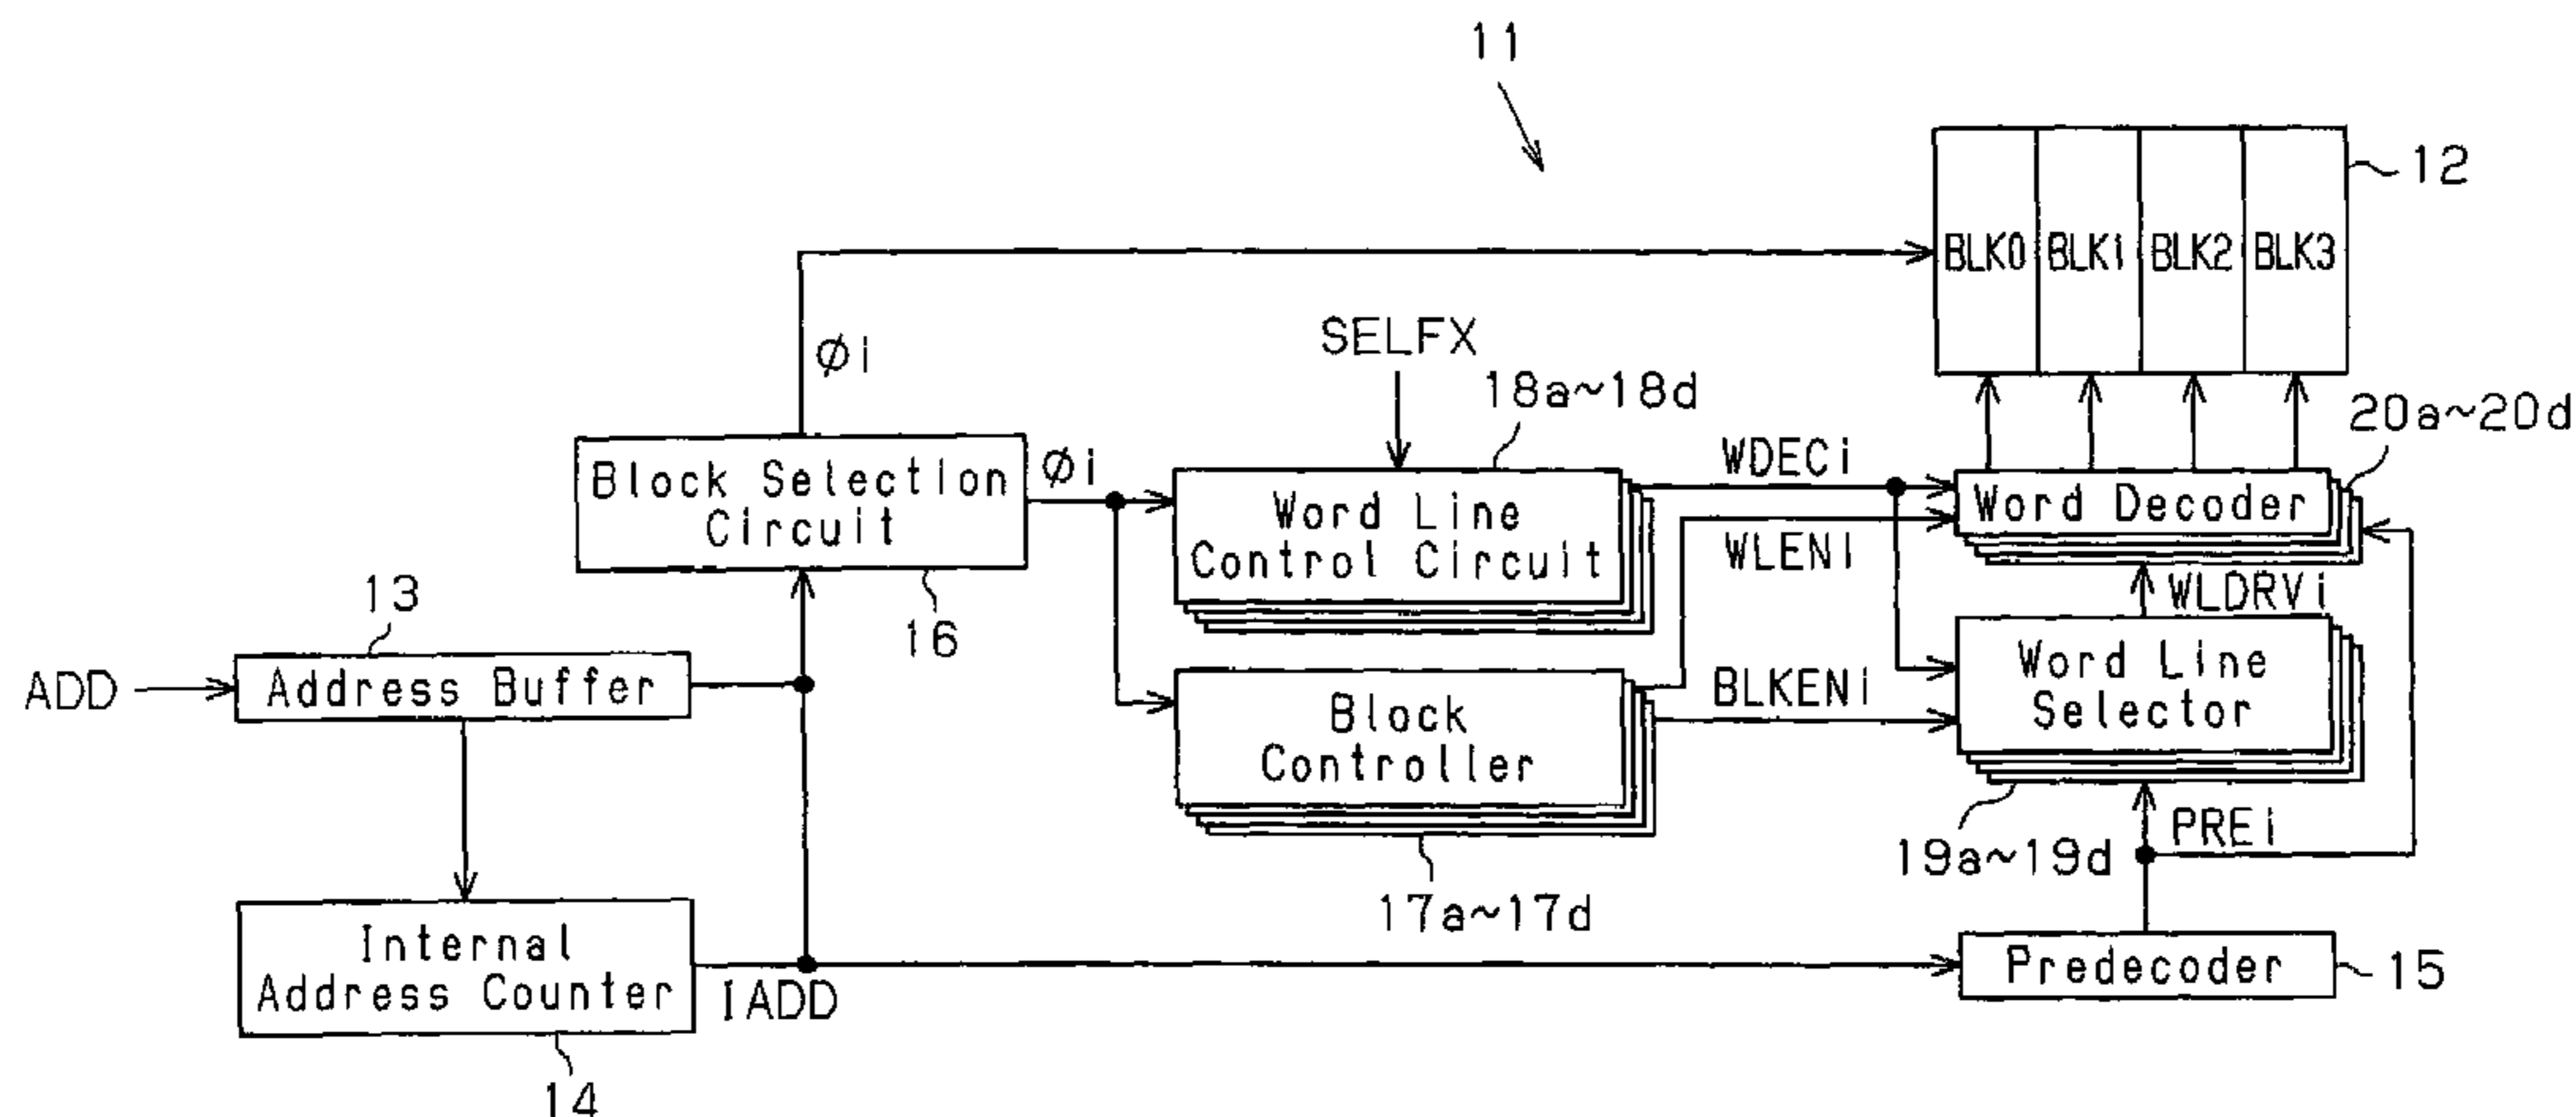 11
12
BLK0 BLK1 BLK2 BLK3
SELFX
Øi
18a~18d
20a~20d
Block Selection
Circuit
Øi
Word Line
Control Circuit
WDECi
Word Decoder
WLENi
13
16
WLDRVi
ADD
Address Buffer
Block
Controller
BLKENi
Word Line
Selector
PREi
19a~19d
17a~17d
Internal
Address Counter
IADD
Predecoder
15
14